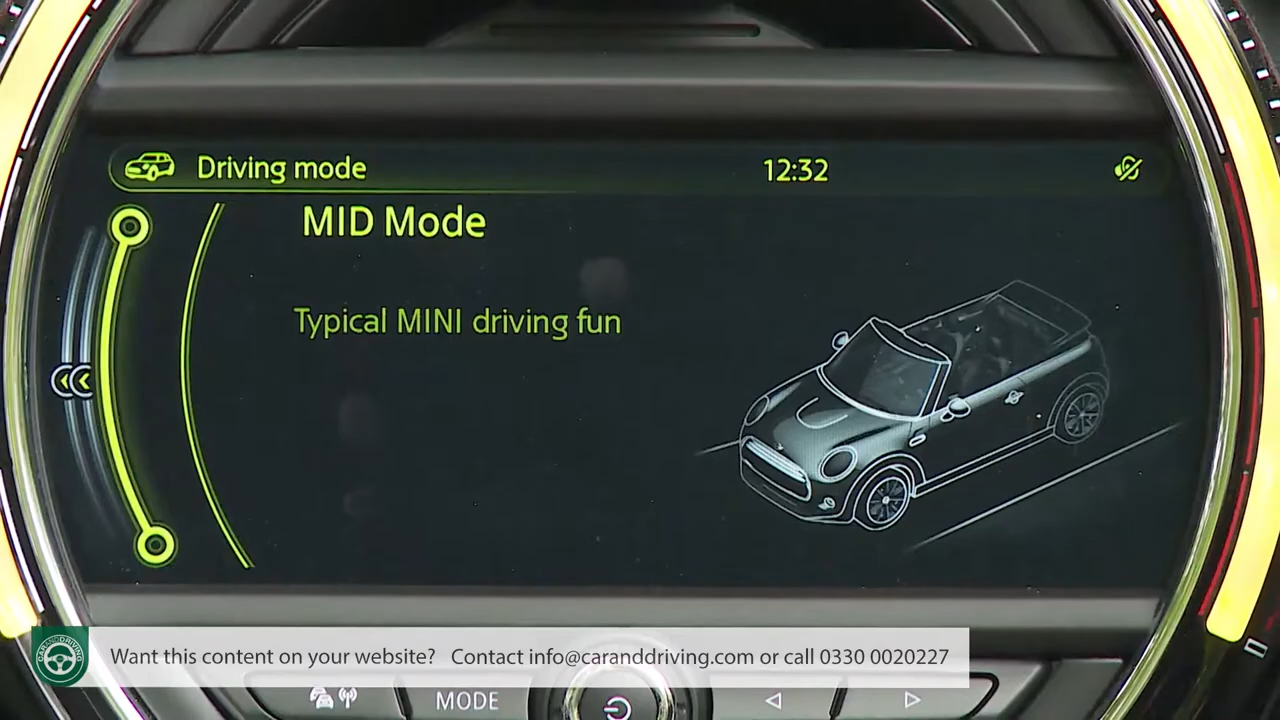 Driving mode
12:32
MID Mode
Typical MINI driving fun
CARANDDRIVING
Want this content on your website? Contact info@caranddriving.com or call 0330 0020227
MODE